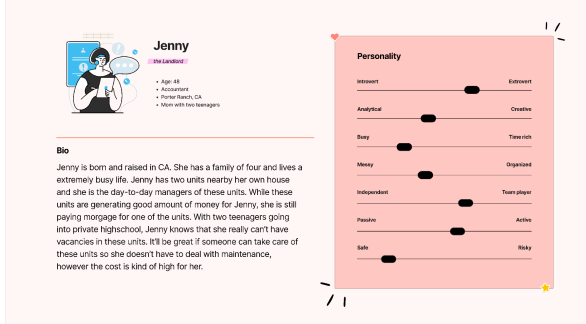 Jenny
the Landlord
• Age: 48
• Accountant
• Porter Ranch, CA
• Mom with two teenagers
Bio
Jenny is born and raised in CA. She has a family of four and lives a
extremely busy life. Jenny has two units nearby her own house
and she is the day-to-day managers of these units. While these
units are generating good amount of money for Jenny, she is still
paying morgage for one of the units. With two teenagers going
into private highschool, Jenny knows that she really can't have
vacancies in these units. It'll be great if someone can take care of
these units so she doesn't have to deal with maintenance,
however the cost is kind of high for her.
Personality
Introvert Extrovert
Analytical Creative
Busy Time rich
Messy Organized
Independent Team player
Passive Active
Safe Risky